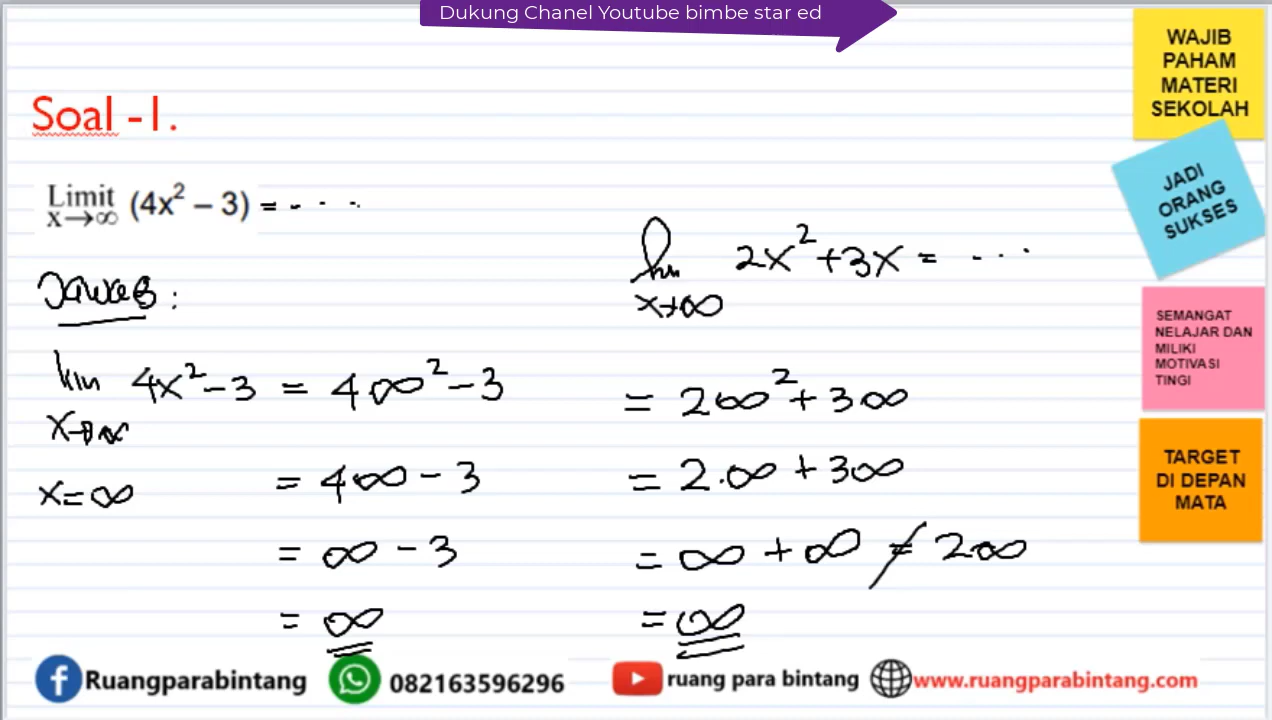 Dukung Chanel Youtube bimbe star ed
Soal -1.
Limit (4x² – 3) = - · · ·
x→∞
Jawab :
lim 4x² - 3 = 4∞² - 3
x→∞
= 4∞ - 3
x = ∞
= ∞ - 3
= ∞
lim 2x² + 3x = - - - ·
x→∞
= 2∞² + 3∞
= 2.∞ + 3∞
= ∞ + ∞ ≠ 2∞
= ∞
WAJIB
PAHAM
MATERI
SEKOLAH
JADI
ORANG
SUKSES
SEMANGAT
NELAJAR DAN
MILIKI
MOTIVASI
TINGI
TARGET
DI DEPAN
MATA
Ruangparabintang 082163596296 ruang para bintang www.ruangparabintang.com